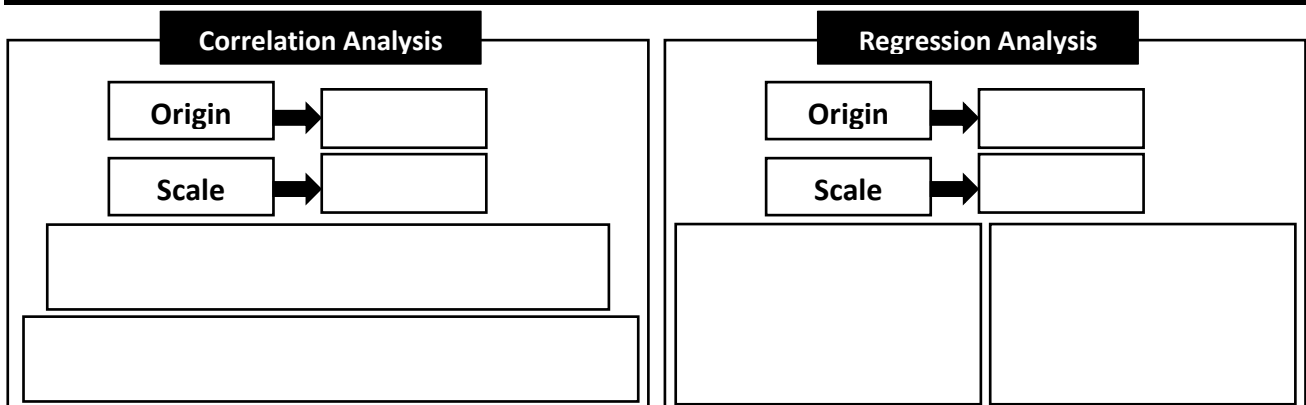 Correlation Analysis
Origin
Scale
Regression Analysis
Origin
Scale